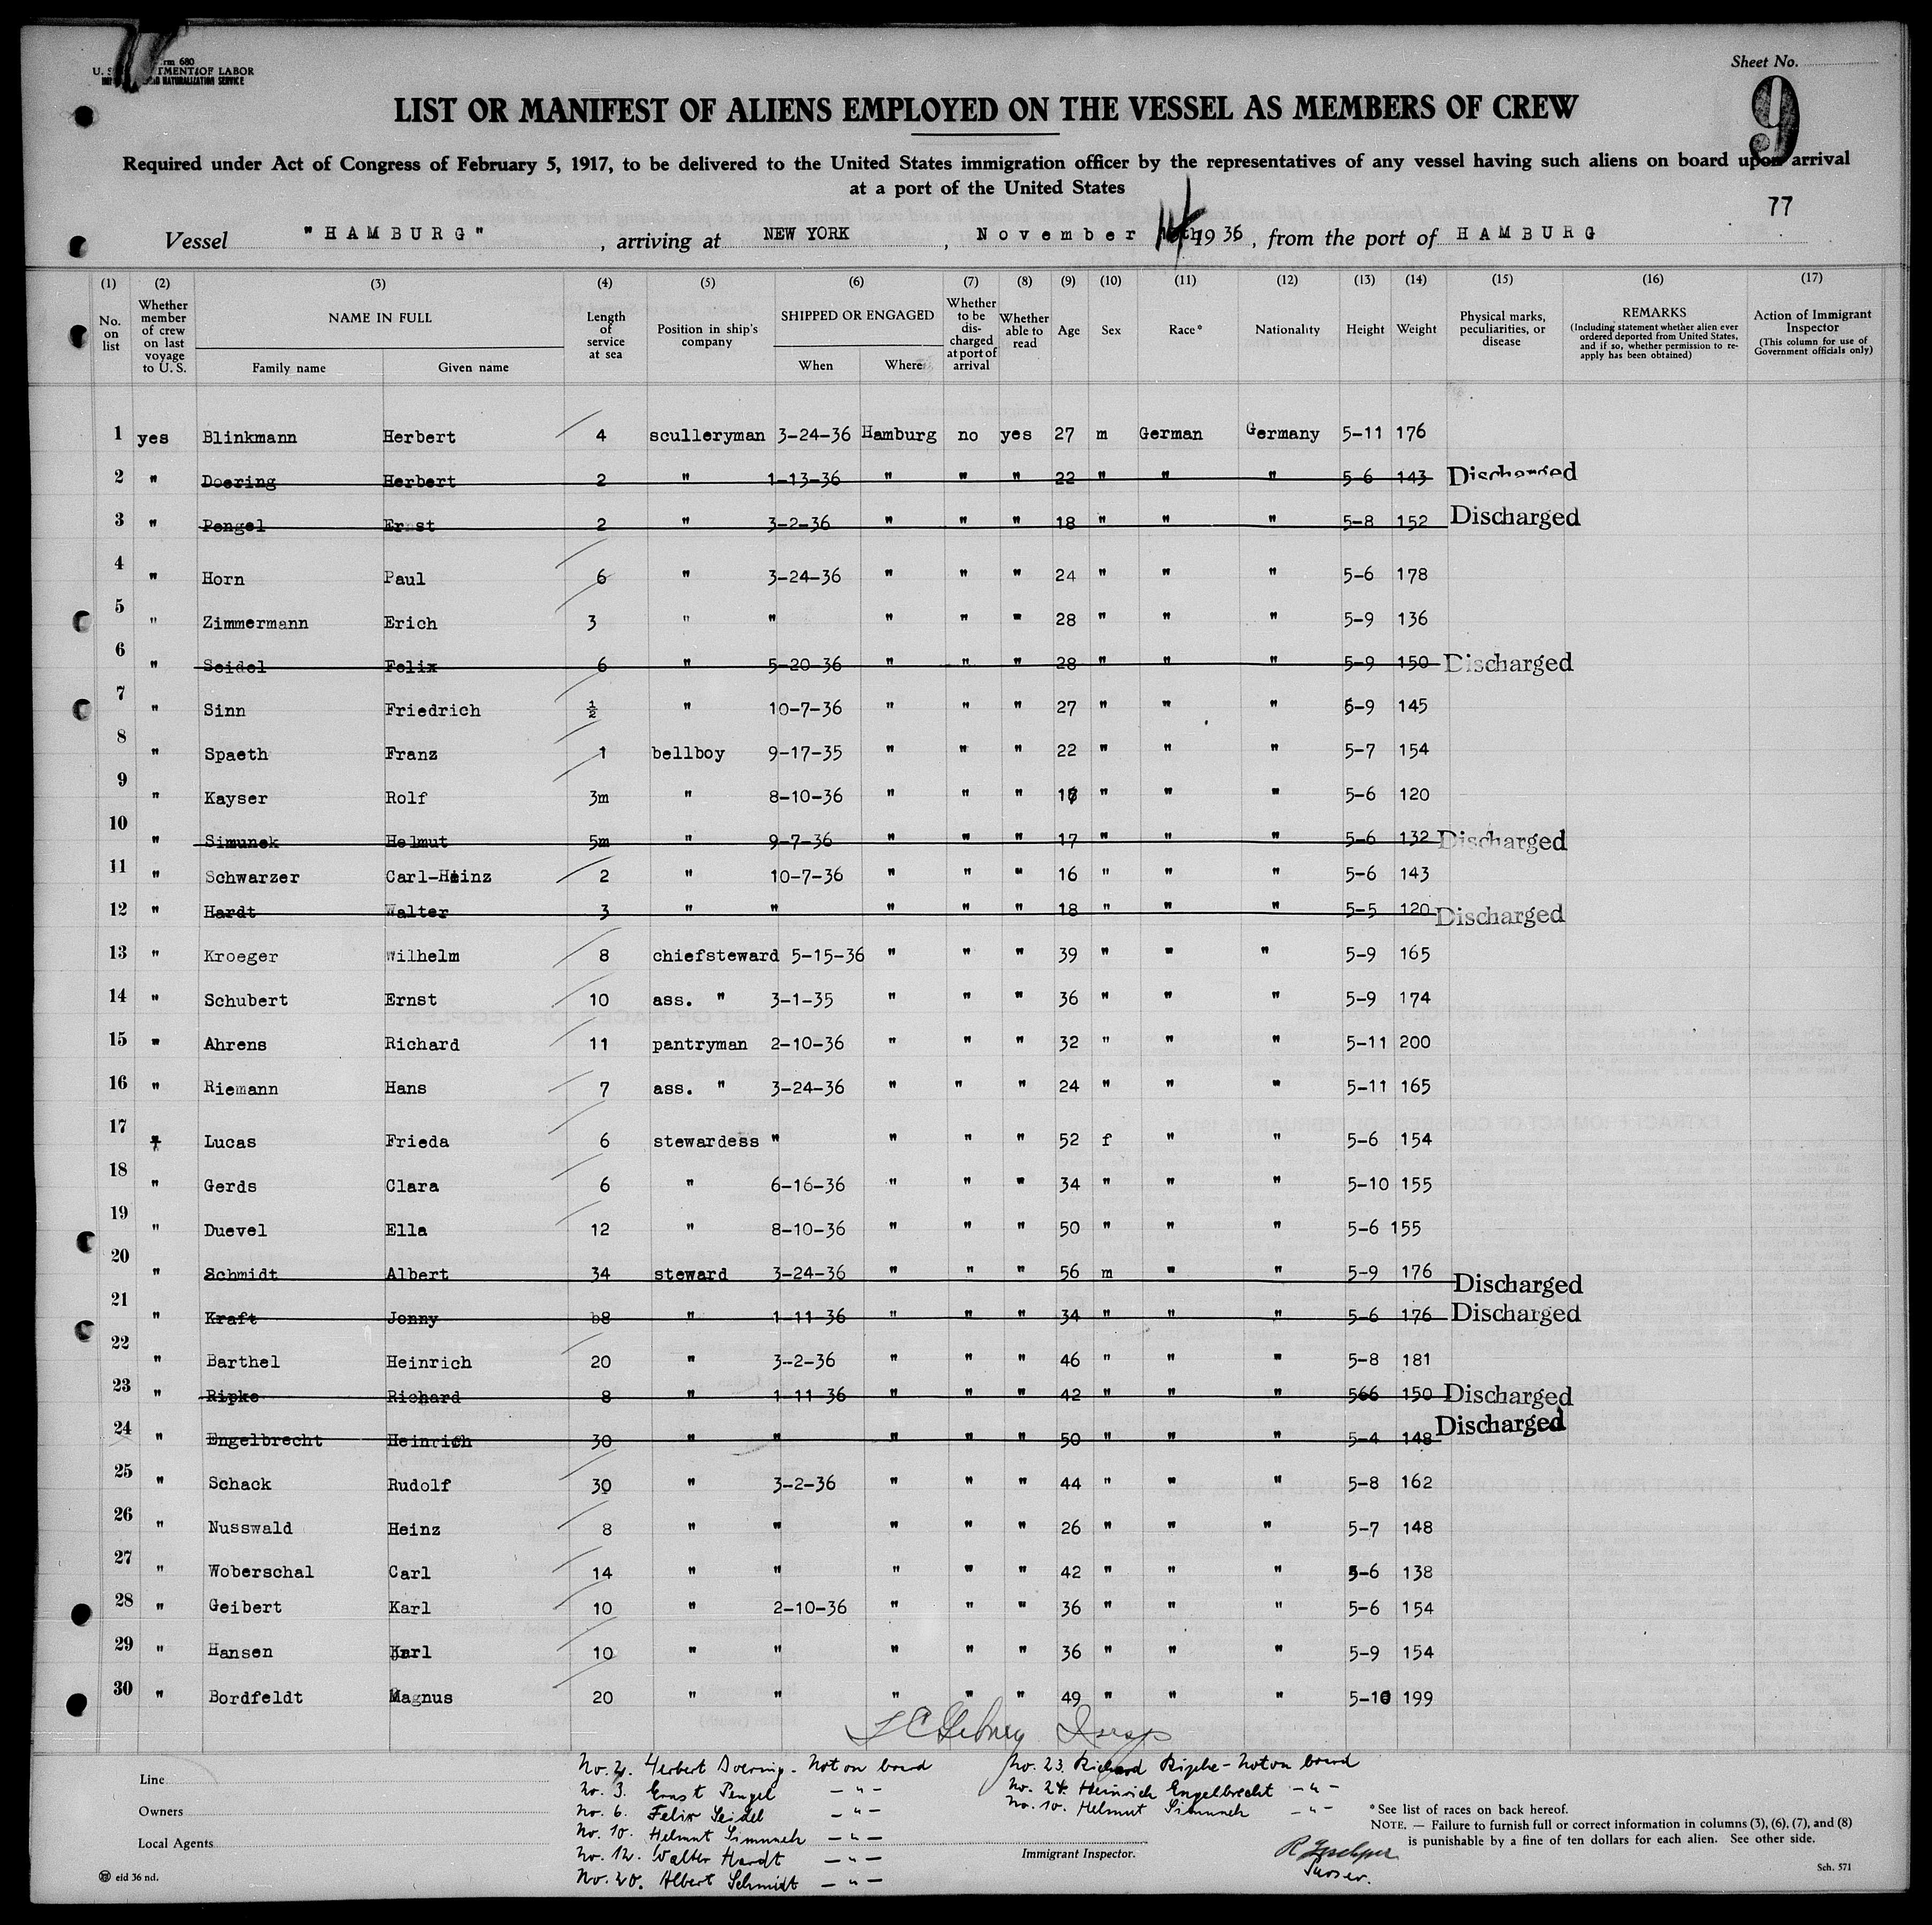 Sheet No.
9
U. S. DEPARTMENT OF LABOR
LIST OR MANIFEST OF ALIENS EMPLOYED ON THE VESSEL AS MEMBERS OF CREW
Required under Act of Congress of February 5, 1917, to be delivered to the United States immigration officer by the representatives of any vessel having such aliens on board upon arrival
at a port of the United States
77
Vessel "HAMBURG", arriving at NEW YORK, November 14 1936, from the port of HAMBURG
(1) (2) (3) (4) (5) (6) (7) (8) (9) (10) (11) (12) (13) (14) (15) (16) (17)
No. on list | Whether member of crew on last voyage to U. S. | NAME IN FULL | Length of service at sea | Position in ship's company | SHIPPED OR ENGAGED | Whether to be discharged at port of arrival | Whether able to read | Age | Sex | Race* | Nationality | Height | Weight | Physical marks, peculiarities, or disease | REMARKS (Including statement whether alien ever ordered deported from United States, and if so, whether permission to reapply has been obtained) | Action of Immigrant Inspector (This column for use of Government officials only)
Family name | Given name | When | Where
1 yes Blinkmann Herbert 4 sculleryman 3-24-36 Hamburg no yes 27 m German Germany 5-11 176
2 " Doering Herbert 2 " 1-13-36 " " " 22 " " " 5-6 143 Discharged
3 " Pengel Ernst 2 " 3-2-36 " " " 18 " " " 5-8 152 Discharged
4 " Horn Paul 6 " 3-24-36 " " " 24 " " " 5-6 178
5 " Zimmermann Erich 3 " " " " " 28 " " " 5-9 136
6 " Seidel Felix 6 " 5-20-36 " " " 28 " " " 5-9 150 Discharged
7 " Sinn Friedrich ½ " 10-7-36 " " " 27 " " " 5-9 145
8 " Spaeth Franz 1 bellboy 9-17-35 " " " 22 " " " 5-7 154
9 " Kayser Rolf 3m " 8-10-36 " " " " " " 5-6 120
10 " Simunek Helmut 5m " 9-7-36 " " " 17 " " " 5-6 132 Discharged
11 " Schwarzer Carl-Heinz 2 " 10-7-36 " " " 16 " " " 5-6 143
12 " Hardt Walter 3 " " " " " 18 " " " 5-5 120 Discharged
13 " Kroeger Wilhelm 8 chiefsteward 5-15-36 " " " 39 " " " 5-9 165
14 " Schubert Ernst 10 ass. " 3-1-35 " " " 36 " " " 5-9 174
15 " Ahrens Richard 11 pantryman 2-10-36 " " " 32 " " " 5-11 200
16 " Riemann Hans 7 ass. " 3-24-36 " " " 24 " " " 5-11 165
17 Lucas Frieda 6 stewardess " " " " 52 f " " 5-6 154
18 " Gerds Clara 6 " 6-16-36 " " " 34 " " " 5-10 155
19 " Duevel Ella 12 " 8-10-36 " " " 50 " " " 5-6 155
20 " Schmidt Albert 34 steward 3-24-36 " " " 56 m " " 5-9 176 Discharged
21 " Kraft Jonny " 1-11-36 " " " 34 " " " 5-6 176 Discharged
22 " Barthel Heinrich 20 " 3-2-36 " " " 46 " " " 5-8 181
23 " Ripke Richard 8 " 1-11-36 " " " 42 " " " 566 150 Discharged
24 " Engelbrecht Heinrich 30 " " " " " 50 " " " 5-4 148 Discharged
25 " Schack Rudolf 30 " 3-2-36 " " " 44 " " " 5-8 162
26 " Nusswald Heinz 8 " " " " " 26 " " " 5-7 148
27 " Woberschal Carl 14 " " " " " 42 " " " 5-6 138
28 " Geibert Karl 10 " 2-10-36 " " " 36 " " " 5-6 154
29 " Hansen Karl 10 " " " " " 36 " " " 5-9 154
30 " Bordfeldt Magnus 20 " " " " " 49 " " " 5-10 199
Line
Owners
Local Agents
No. 2. Herbert Doering - Not on board
No. 3. Ernst Pengel - " -
No. 6. Felix Seidel - " -
No. 10. Helmut Simunek - " -
No. 12. Walter Hardt - " -
No. 20. Albert Schmidt - " -
No. 23. Richard Ripke - Not on board
No. 24. Heinrich Engelbrecht - " -
No. 10. Helmut Simunek - " -
Immigrant Inspector.
*See list of races on back hereof.
NOTE. — Failure to furnish full or correct information in columns (3), (6), (7), and (8)
is punishable by a fine of ten dollars for each alien. See other side.
Purser.
eid 36 nd.
Sch. 571